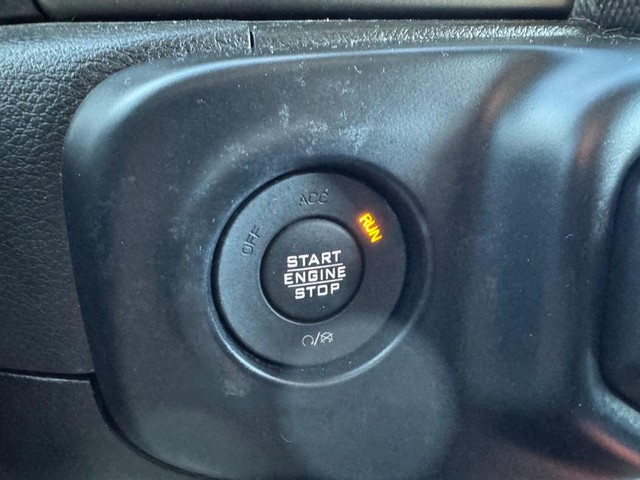 ACC
OFF
RUN
START
ENGINE
STOP